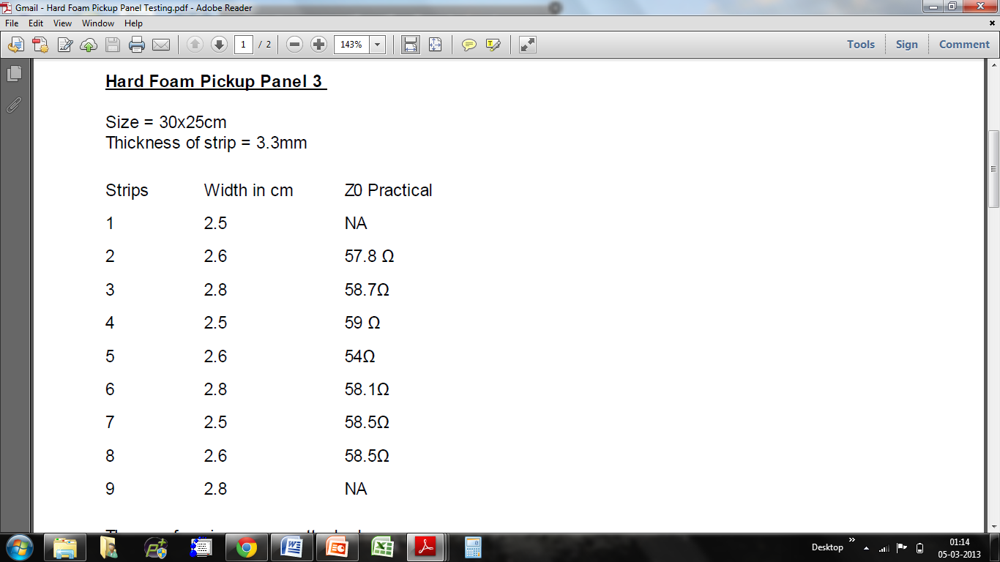 Gmail - Hard Foam Pickup Panel Testing.pdf - Adobe Reader
File Edit View Window Help
1 / 2 143% Tools Sign Comment
Hard Foam Pickup Panel 3
Size = 30x25cm
Thickness of strip = 3.3mm
Strips Width in cm Z0 Practical
1 2.5 NA
2 2.6 57.8 Ω
3 2.8 58.7Ω
4 2.5 59 Ω
5 2.6 54Ω
6 2.8 58.1Ω
7 2.5 58.5Ω
8 2.6 58.5Ω
9 2.8 NA
Desktop
01:14
05-03-2013